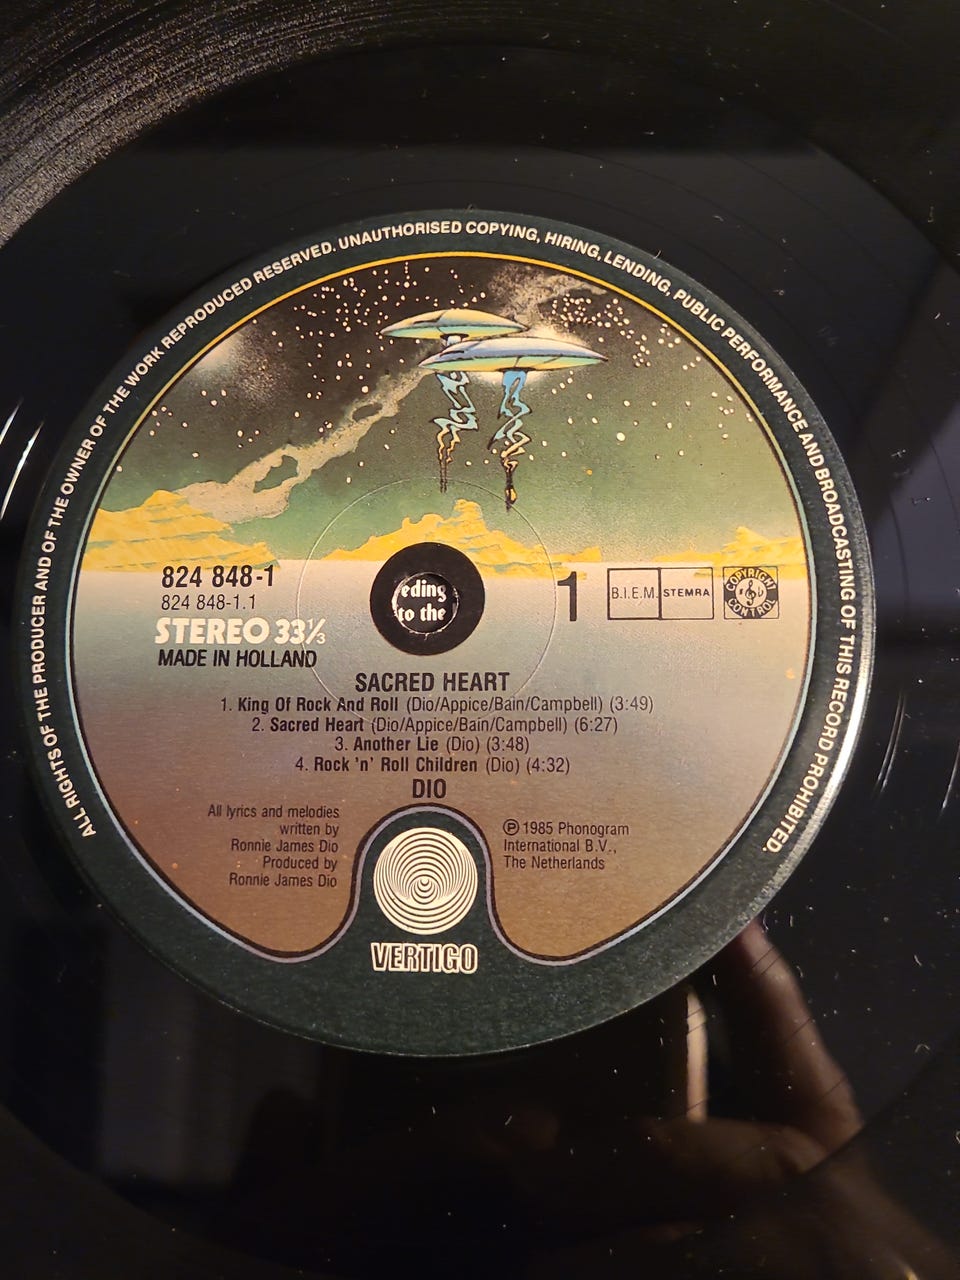 ALL RIGHTS OF THE PRODUCER AND OF THE OWNER OF THE WORK REPRODUCED RESERVED. UNAUTHORISED COPYING, HIRING, LENDING, PUBLIC PERFORMANCE AND BROADCASTING OF THIS RECORD PROHIBITED.
824 848-1
824 848-1.1
STEREO 33⅓
MADE IN HOLLAND
eding
to the
1
B.I.E.M. STEMRA
COPYRIGHT CONTROL
SACRED HEART
1. King Of Rock And Roll (Dio/Appice/Bain/Campbell) (3:49)
2. Sacred Heart (Dio/Appice/Bain/Campbell) (6:27)
3. Another Lie (Dio) (3:48)
4. Rock 'n' Roll Children (Dio) (4:32)
DIO
All lyrics and melodies
written by
Ronnie James Dio
Produced by
Ronnie James Dio
℗ 1985 Phonogram
International B.V.,
The Netherlands
VERTIGO